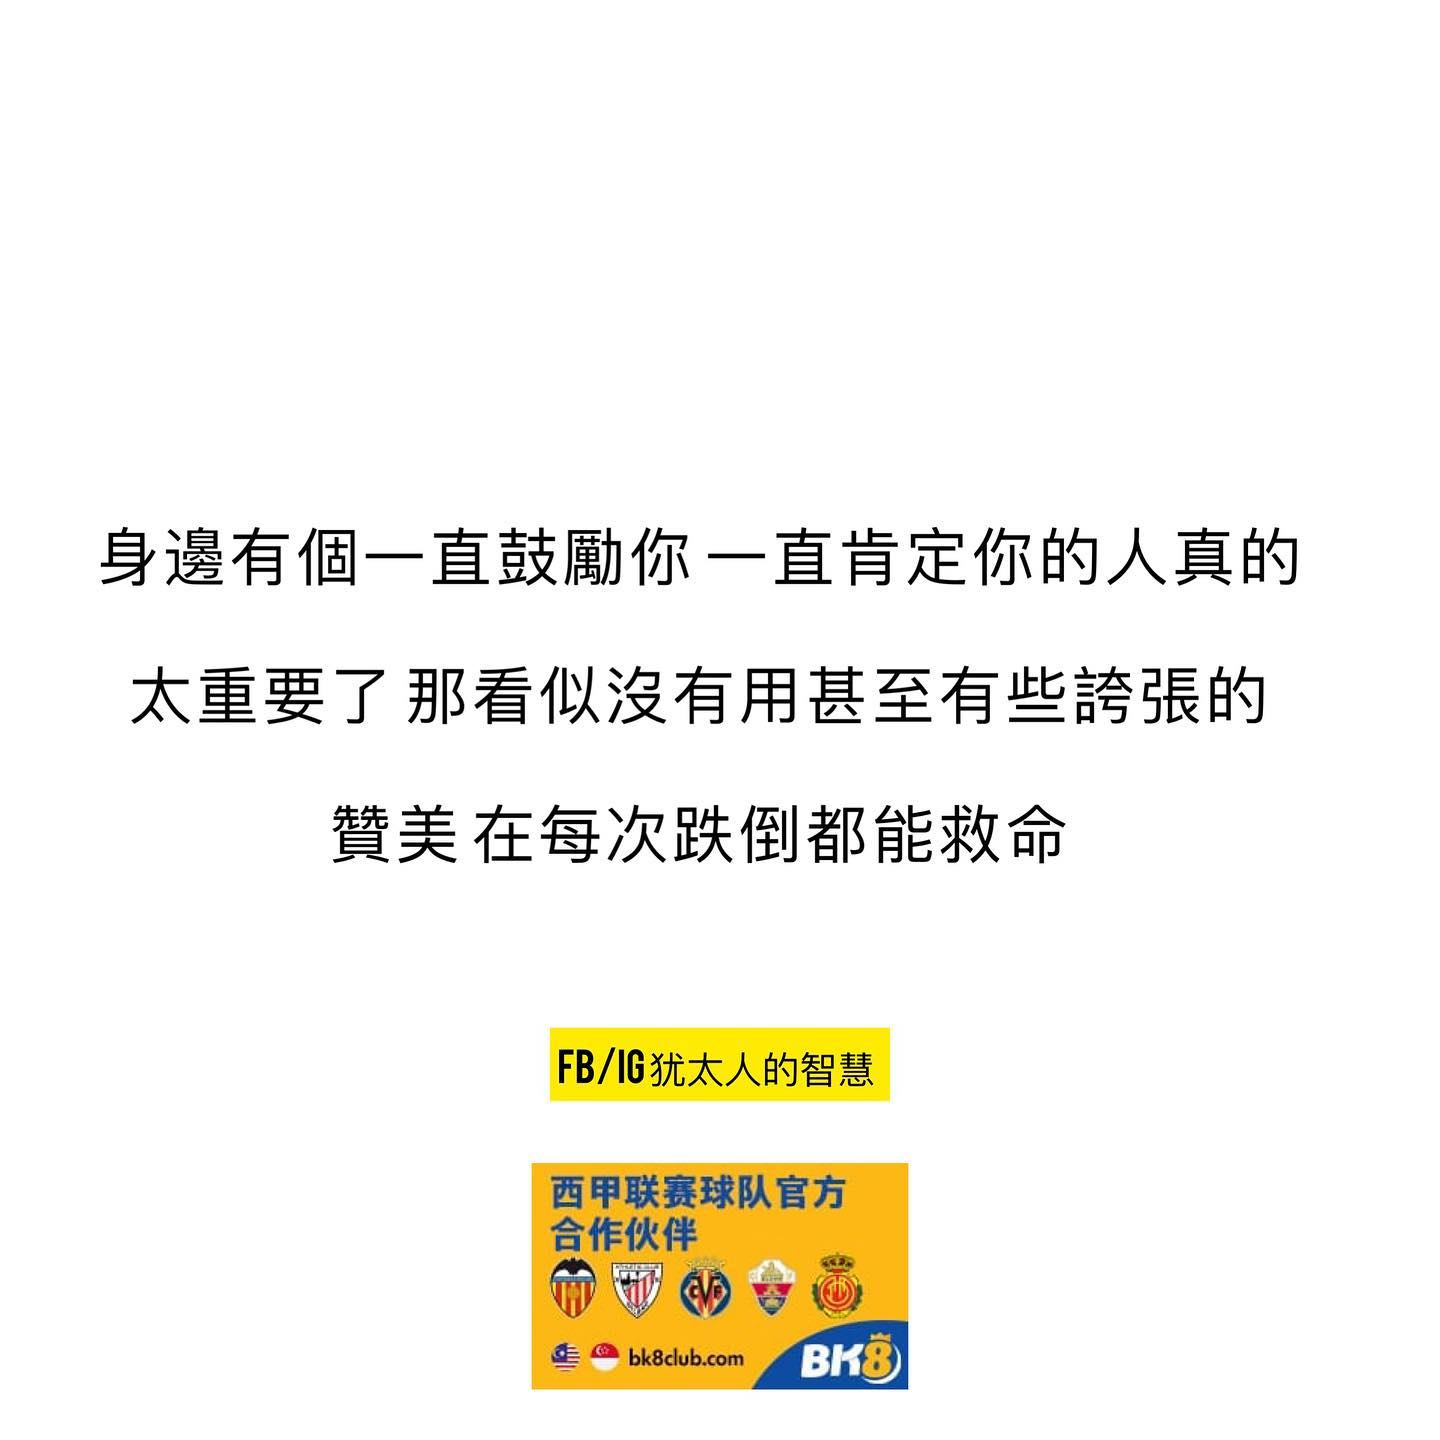 身邊有個一直鼓勵你 一直肯定你的人真的
太重要了 那看似沒有用甚至有些誇張的
贊美 在每次跌倒都能救命
FB/IG 犹太人的智慧
西甲联赛球队官方
合作伙伴
CVF
bk8club.com
BK8